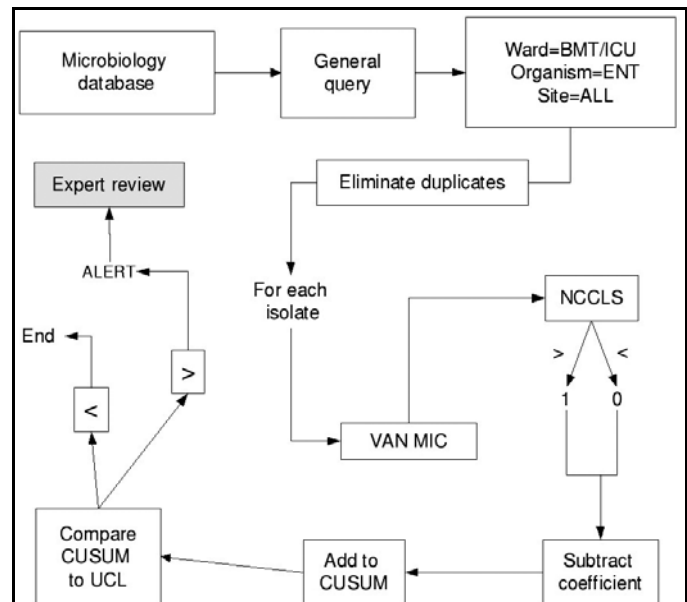 Microbiology
database
General
query
Ward=BMT/ICU
Organism=ENT
Site=ALL
Eliminate duplicates
Expert review
ALERT
End
>
<
For each
isolate
VAN MIC
NCCLS
> <
1 0
Subtract
coefficient
Add to
CUSUM
Compare
CUSUM
to UCL